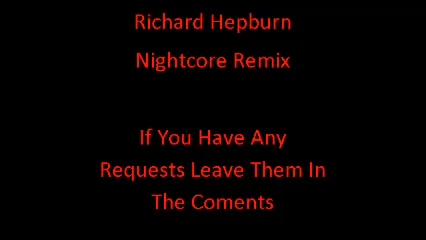 Richard Hepburn
Nightcore Remix
If You Have Any
Requests Leave Them In
The Coments